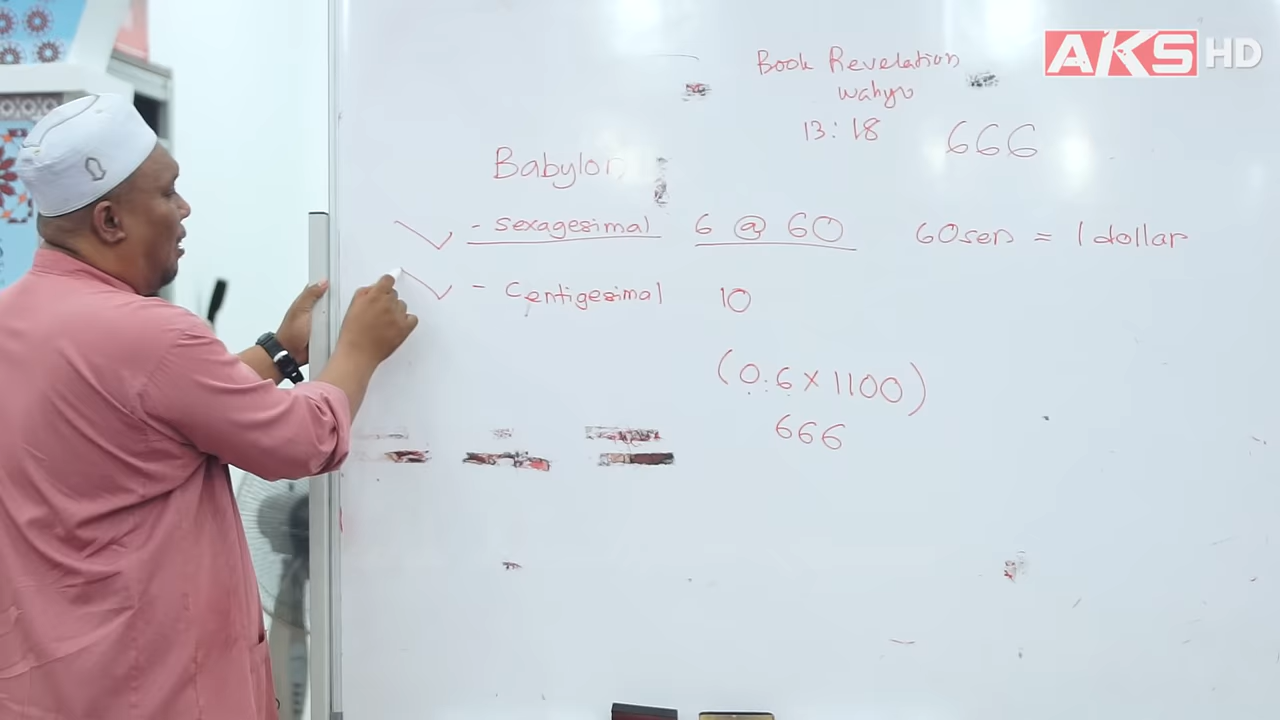 AKS HD
Book Revelation
wahyu
13:18 666
Babylon
- sexagesimal 6 @ 60 60sen = 1 dollar
- Centigesimal 10
(0.6 x 1100)
666